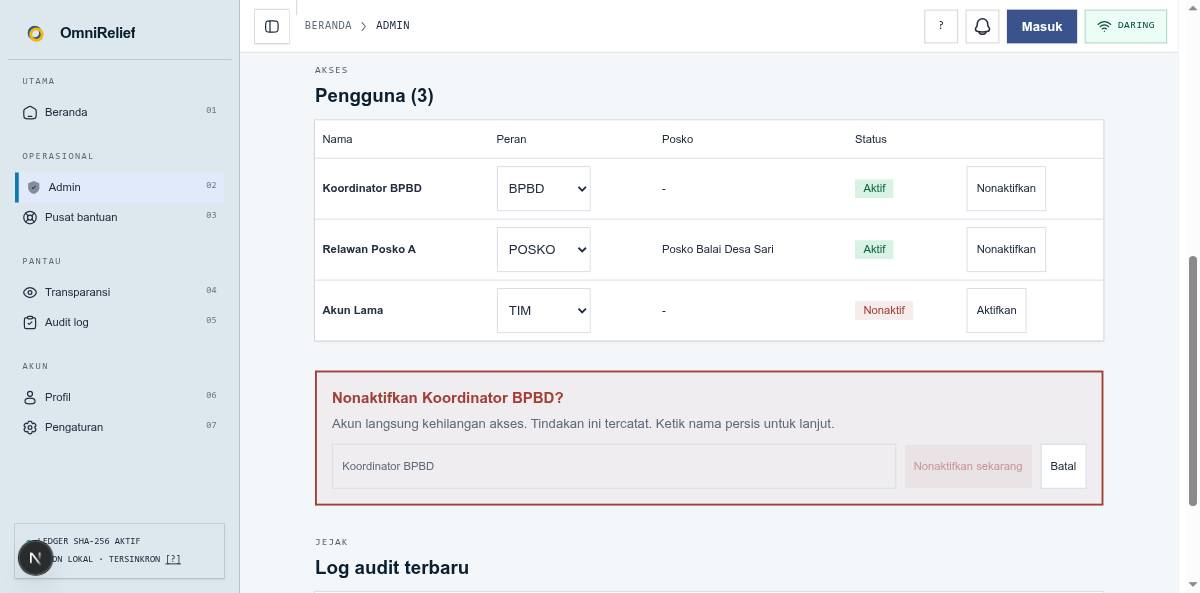 OmniRelief
UTAMA
Beranda 01
OPERASIONAL
Admin 02
Pusat bantuan 03
PANTAU
Transparansi 04
Audit log 05
AKUN
Profil 06
Pengaturan 07
LEDGER SHA-256 AKTIF
LOKAL · TERSINKRON [?]
N
BERANDA > ADMIN
?
Masuk
DARING
AKSES
Pengguna (3)
Nama Peran Posko Status
Koordinator BPBD BPBD - Aktif Nonaktifkan
Relawan Posko A POSKO Posko Balai Desa Sari Aktif Nonaktifkan
Akun Lama TIM - Nonaktif Aktifkan
Nonaktifkan Koordinator BPBD?
Akun langsung kehilangan akses. Tindakan ini tercatat. Ketik nama persis untuk lanjut.
Koordinator BPBD Nonaktifkan sekarang Batal
JEJAK
Log audit terbaru